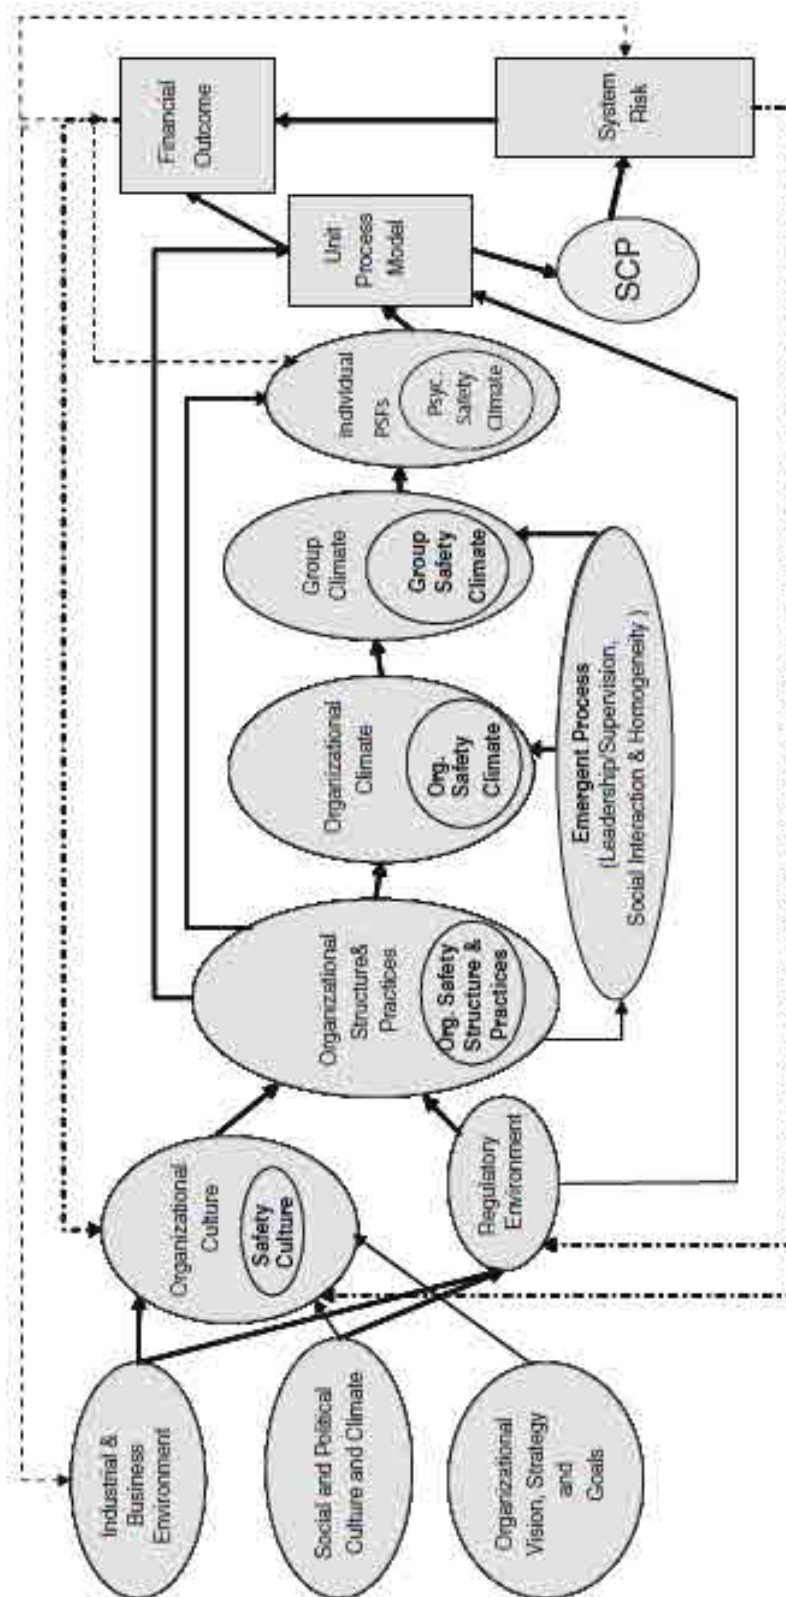 Industrial &
Business
Environment
Social and Political
Culture and Climate
Organizational
Vision, Strategy
and
Goals
Organizational
Culture
Safety
Culture
Regulatory
Environment
Organizational
Structure&
Practices
Org. Safety
Structure &
Practices
Organizational
Climate
Org.
Safety
Climate
Emergent Process
(Leadership/Supervision,
Social Interaction & Homogeneity )
Group
Climate
Group
Safety
Climate
Individual
PSFs
Psyc.
Safety
Climate
Unit
Process
Model
SCP
Financial
Outcome
System
Risk